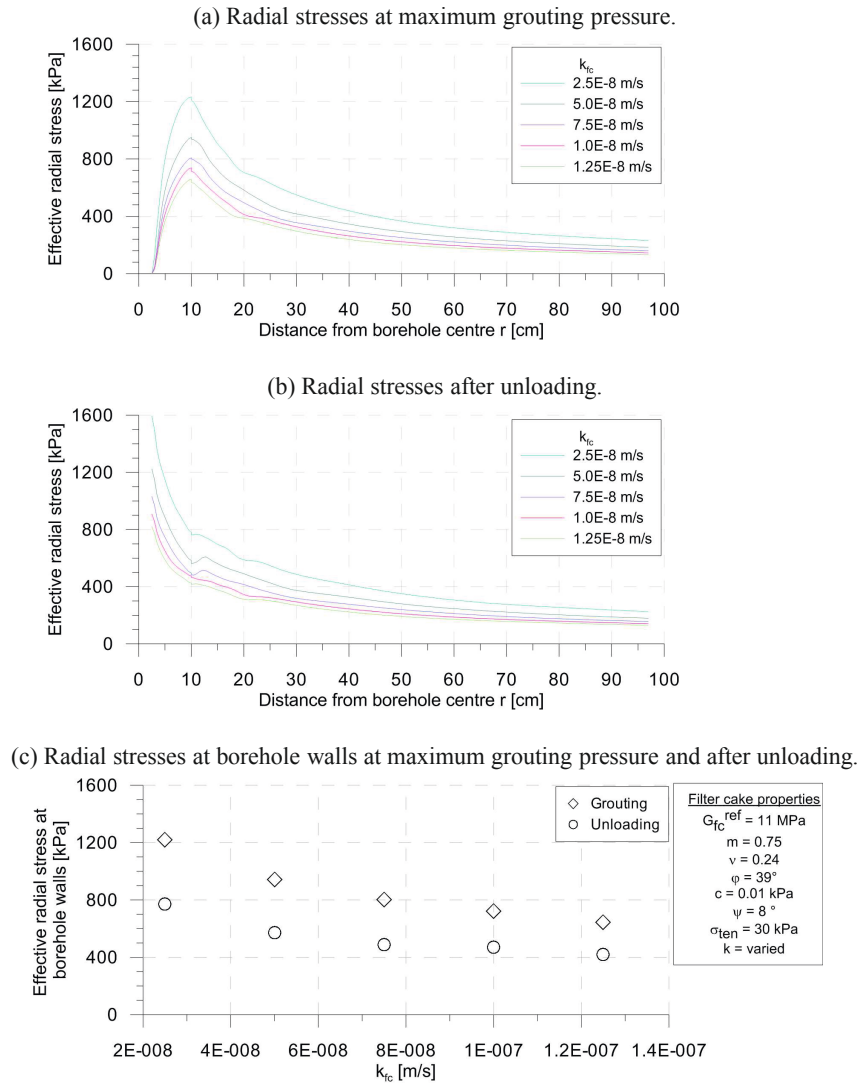 (a) Radial stresses at maximum grouting pressure.
1600
1200
800
400
0
Effective radial stress [kPa]
k_fc
2.5E-8 m/s
5.0E-8 m/s
7.5E-8 m/s
1.0E-8 m/s
1.25E-8 m/s
0 10 20 30 40 50 60 70 80 90 100
Distance from borehole centre r [cm]
(b) Radial stresses after unloading.
1600
1200
800
400
0
Effective radial stress [kPa]
k_fc
2.5E-8 m/s
5.0E-8 m/s
7.5E-8 m/s
1.0E-8 m/s
1.25E-8 m/s
0 10 20 30 40 50 60 70 80 90 100
Distance from borehole centre r [cm]
(c) Radial stresses at borehole walls at maximum grouting pressure and after unloading.
1600
1200
800
400
0
Effective radial stress at
borehole walls [kPa]
Grouting
Unloading
Filter cake properties
G_fc^ref = 11 MPa
m = 0.75
ν = 0.24
φ = 39°
c = 0.01 kPa
ψ = 8 °
σ_ten = 30 kPa
k = varied
2E-008 4E-008 6E-008 8E-008 1E-007 1.2E-007 1.4E-007
k_fc [m/s]